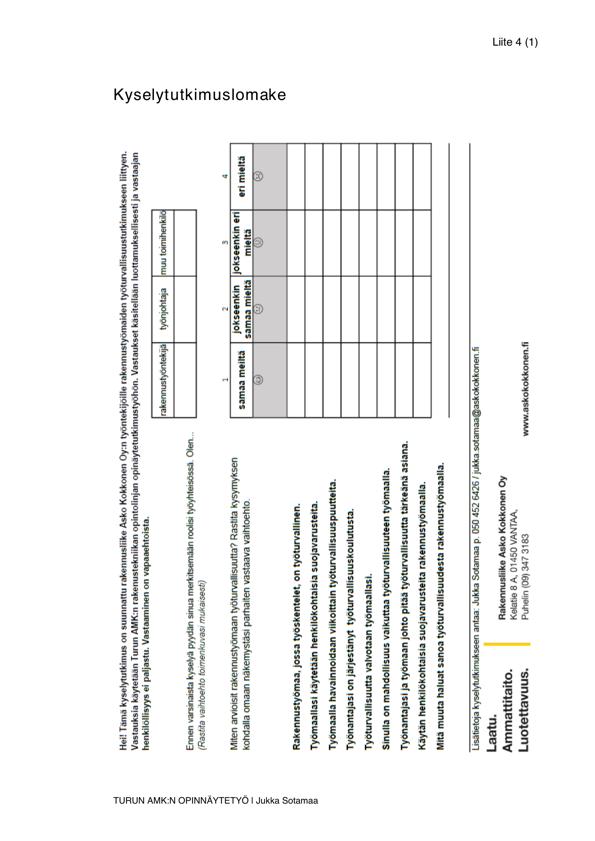 Liite 4 (1)
Kyselytutkimuslomake
Hei! Tämä kyselytutkimus on suunnattu rakennusliike Asko Kokkonen Oy:n työntekijöille rakennustyömaiden työturvallisuustutkimukseen liittyen.
Vastauksia käytetään Turun AMK:n rakennustekniikan opintolinjan opinäytetutkimustyöhön. Vastaukset käsitellään luottamuksellisesti ja vastaajan
henkilöllisyys ei paljastu. Vastaaminen on vapaaehtoista.
rakennustyöntekijä työnjohtaja muu toimihenkilö
Ennen varsinaista kyselyä pyydän sinua merkitsemään roolisi työyhteisössä. Olen...
(Rastita vaihtoehto toimenkuvasi mukaisesti)
1 2 3 4
Miten arvioisit rakennustyömaan työturvallisuutta? Rastita kysymyksen
kohdalla omaan näkemystäsi parhaiten vastaava vaihtoehto.
samaa meiltä
jokseenkin
samaa mieltä
jokseenkin eri
mieltä
eri mieltä
Rakennustyömaa, jossa työskentelet, on työturvallinen.
Työmaallasi käytetään henkilökohtaisia suojavarusteita.
Työmaalla havainnoidaan viikoittain työturvallisuuspuutteita.
Työnantajasi on järjestänyt työturvallisuuskoulutusta.
Työturvallisuutta valvotaan työmaallasi.
Sinulla on mahdollisuus vaikuttaa työturvallisuuteen työmaalla.
Työnantajasi ja työmaan johto pitää työturvallisuutta tärkeänä asiana.
Käytän henkilökohtaisia suojavarusteita rakennustyömaalla.
Mitä muuta haluat sanoa työturvallisuudesta rakennustyömaalla.
Lisätietoja kyselytutkimukseen antaa: Jukka Sotamaa p. 050 452 6426 / jukka.sotamaa@askokokkonen.fi
Laatu.
Ammattitaito.
Luotettavuus.
Rakennusliike Asko Kokkonen Oy
Kelatie 8 A, 01450 VANTAA,
Puhelin (09) 347 3183
www.askokokkonen.fi
TURUN AMK:N OPINNÄYTETYÖ | Jukka Sotamaa